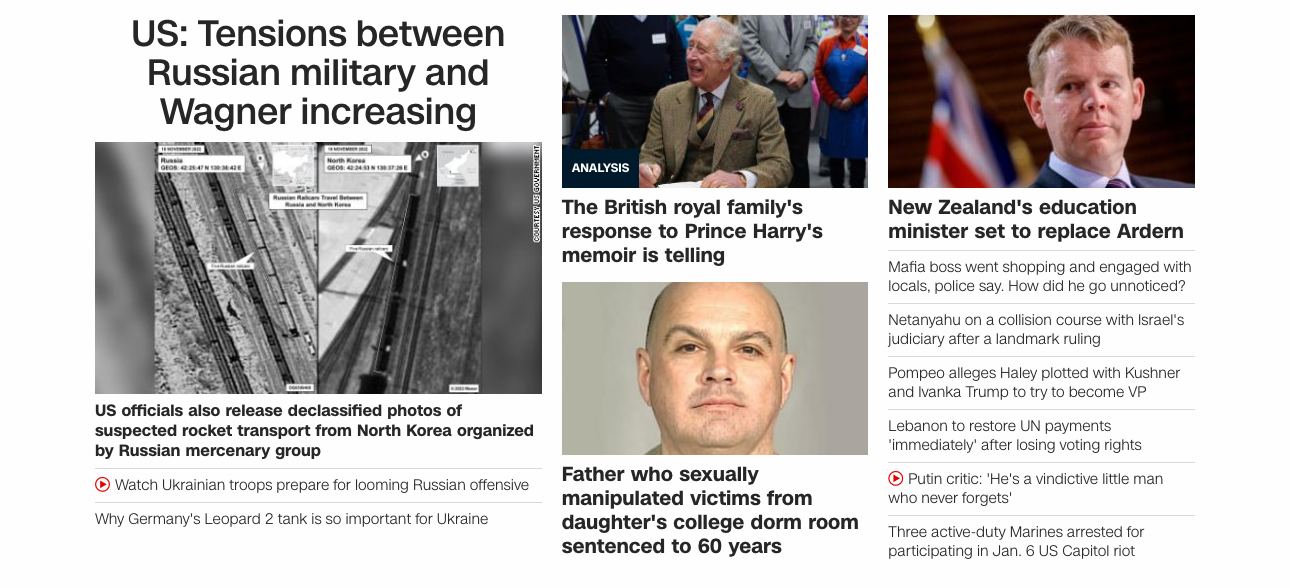 US: Tensions between
Russian military and
Wagner increasing
18 NOVEMBER 2022
Russia
GEOS: 42:25:47 N 130:38:42 E
North Korea
GEOS: 42:24:53 N 130:37:26 E
Russian Railcars Travel Between
Russia and North Korea
Five Russian railcars
Five Russian railcars
COURTESY US GOVERNMENT
US officials also release declassified photos of
suspected rocket transport from North Korea organized
by Russian mercenary group
Watch Ukrainian troops prepare for looming Russian offensive
Why Germany's Leopard 2 tank is so important for Ukraine
ANALYSIS
The British royal family's
response to Prince Harry's
memoir is telling
Father who sexually
manipulated victims from
daughter's college dorm room
sentenced to 60 years
New Zealand's education
minister set to replace Ardern
Mafia boss went shopping and engaged with
locals, police say. How did he go unnoticed?
Netanyahu on a collision course with Israel's
judiciary after a landmark ruling
Pompeo alleges Haley plotted with Kushner
and Ivanka Trump to try to become VP
Lebanon to restore UN payments
'immediately' after losing voting rights
Putin critic: 'He's a vindictive little man
who never forgets'
Three active-duty Marines arrested for
participating in Jan. 6 US Capitol riot